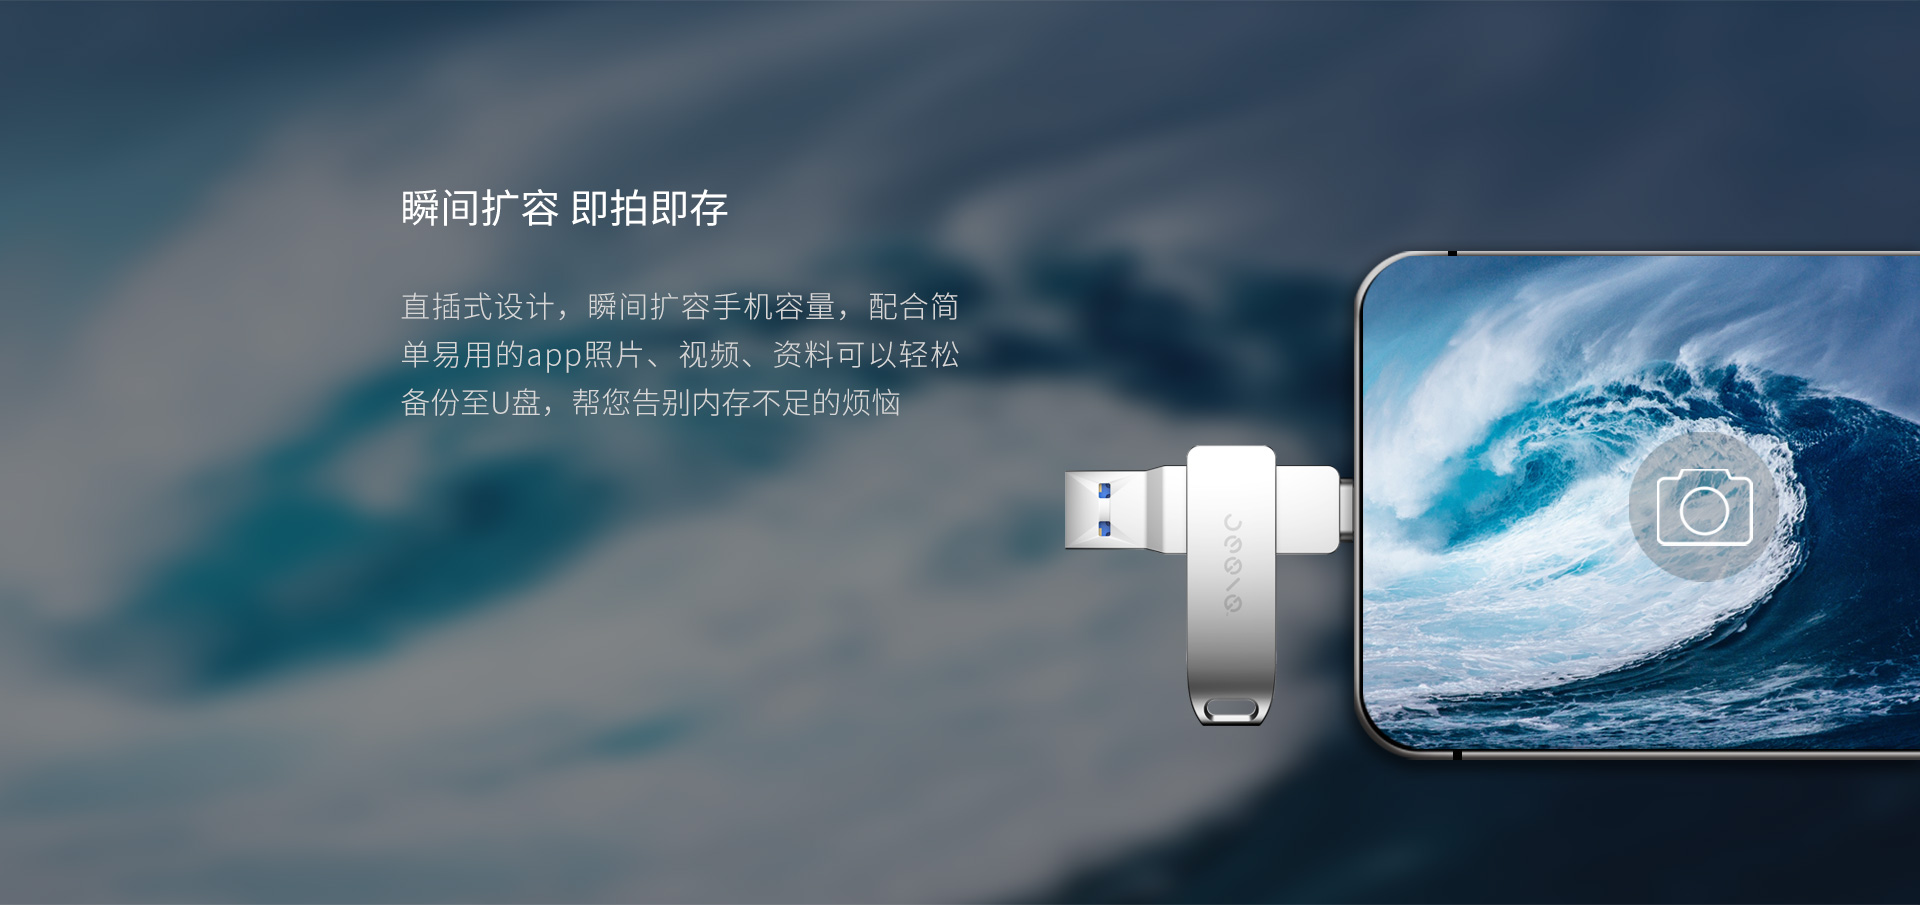 瞬间扩容 即拍即存
直插式设计，瞬间扩容手机容量，配合简
单易用的app照片、视频、资料可以轻松
备份至U盘，帮您告别内存不足的烦恼